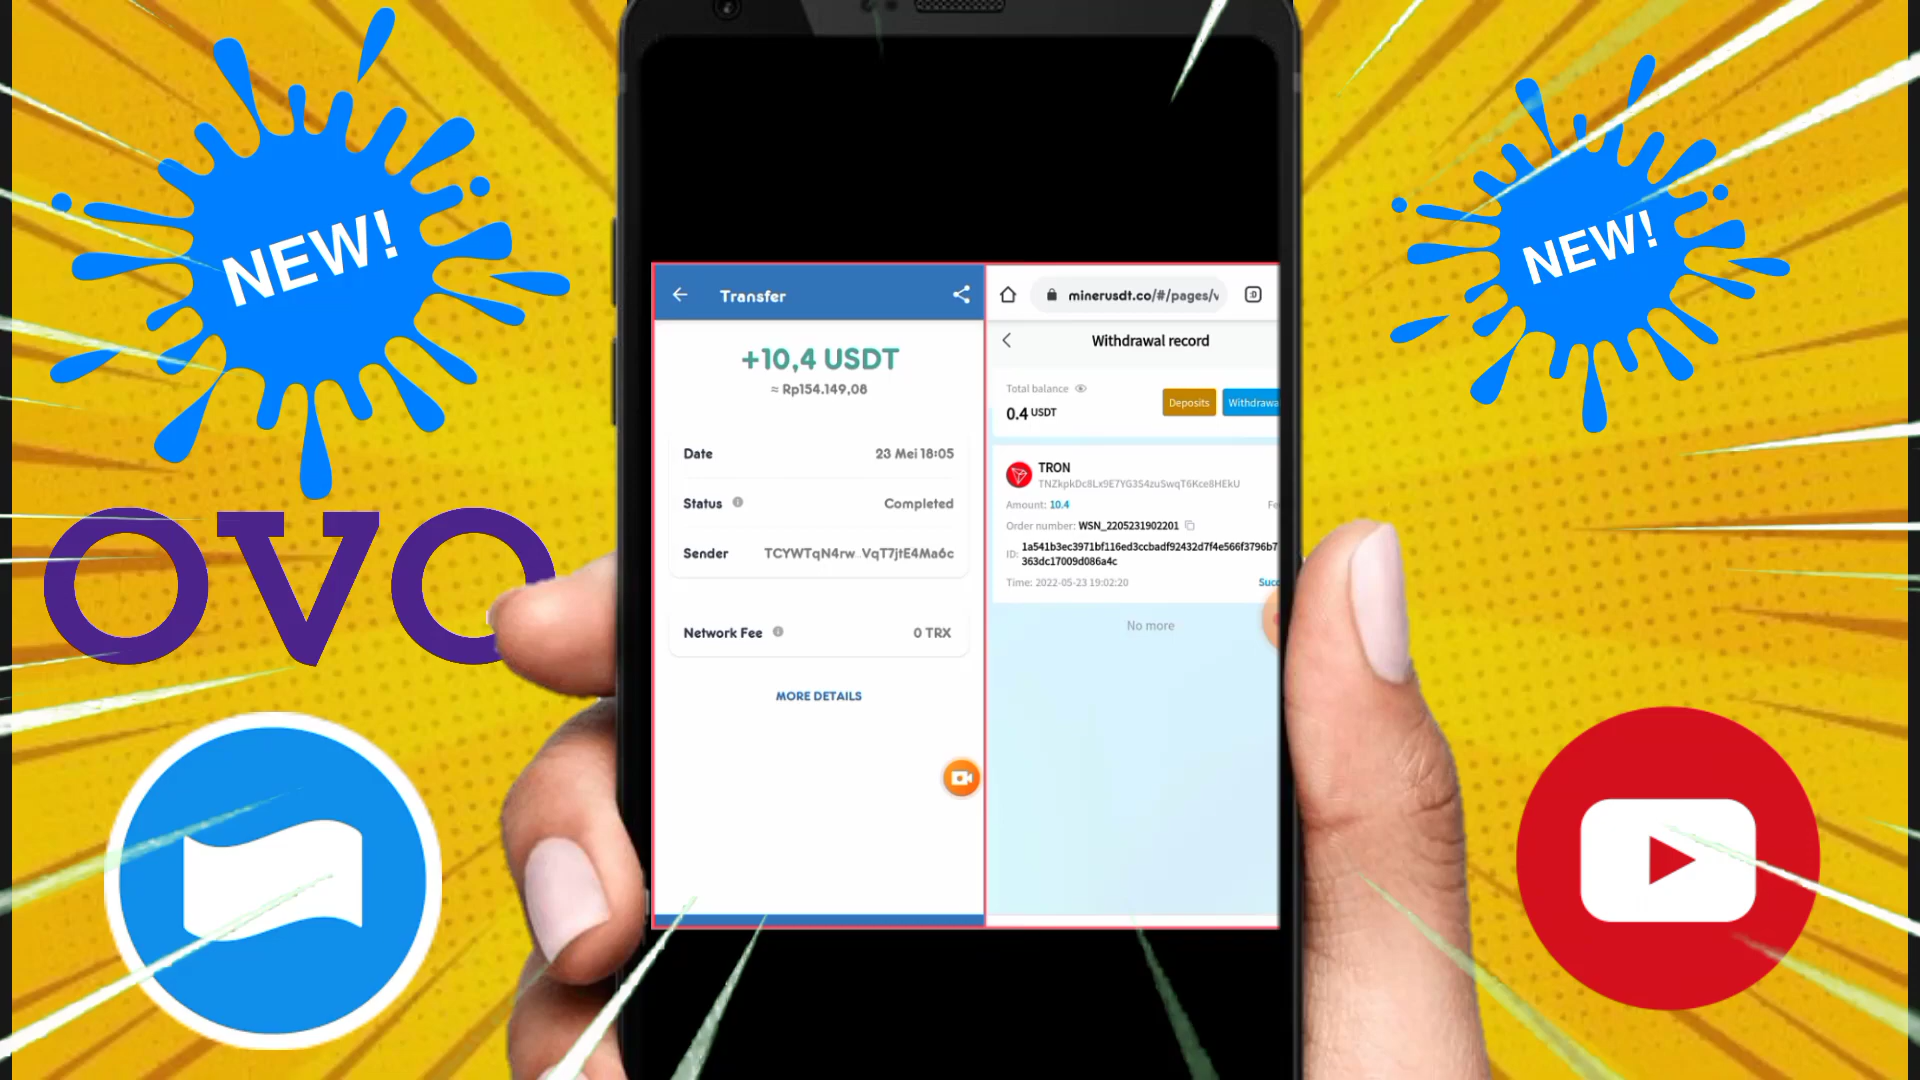 NEW!
NEW!
OVO
Transfer
+10,4 USDT
≈ Rp154.149,08
Date 23 Mei 18:05
Status Completed
Sender TCYWTqN4rw...VqT7jtE4Ma6c
Network Fee 0 TRX
MORE DETAILS
minerusdt.co/#/pages/v
Withdrawal record
Total balance
0.4 USDT
Deposits
Withdrawa
TRON
TNZkpkDc8Lx9E7YG3S4zuSwqT6Kce8HEkU
Amount: 10.4 Fe
Order number: WSN_2205231902201
ID: 1a541b3ec3971bf116ed3ccbadf92432d7f4e566f3796b7
363dc17009d086a4c
Time: 2022-05-23 19:02:20 Succ
No more